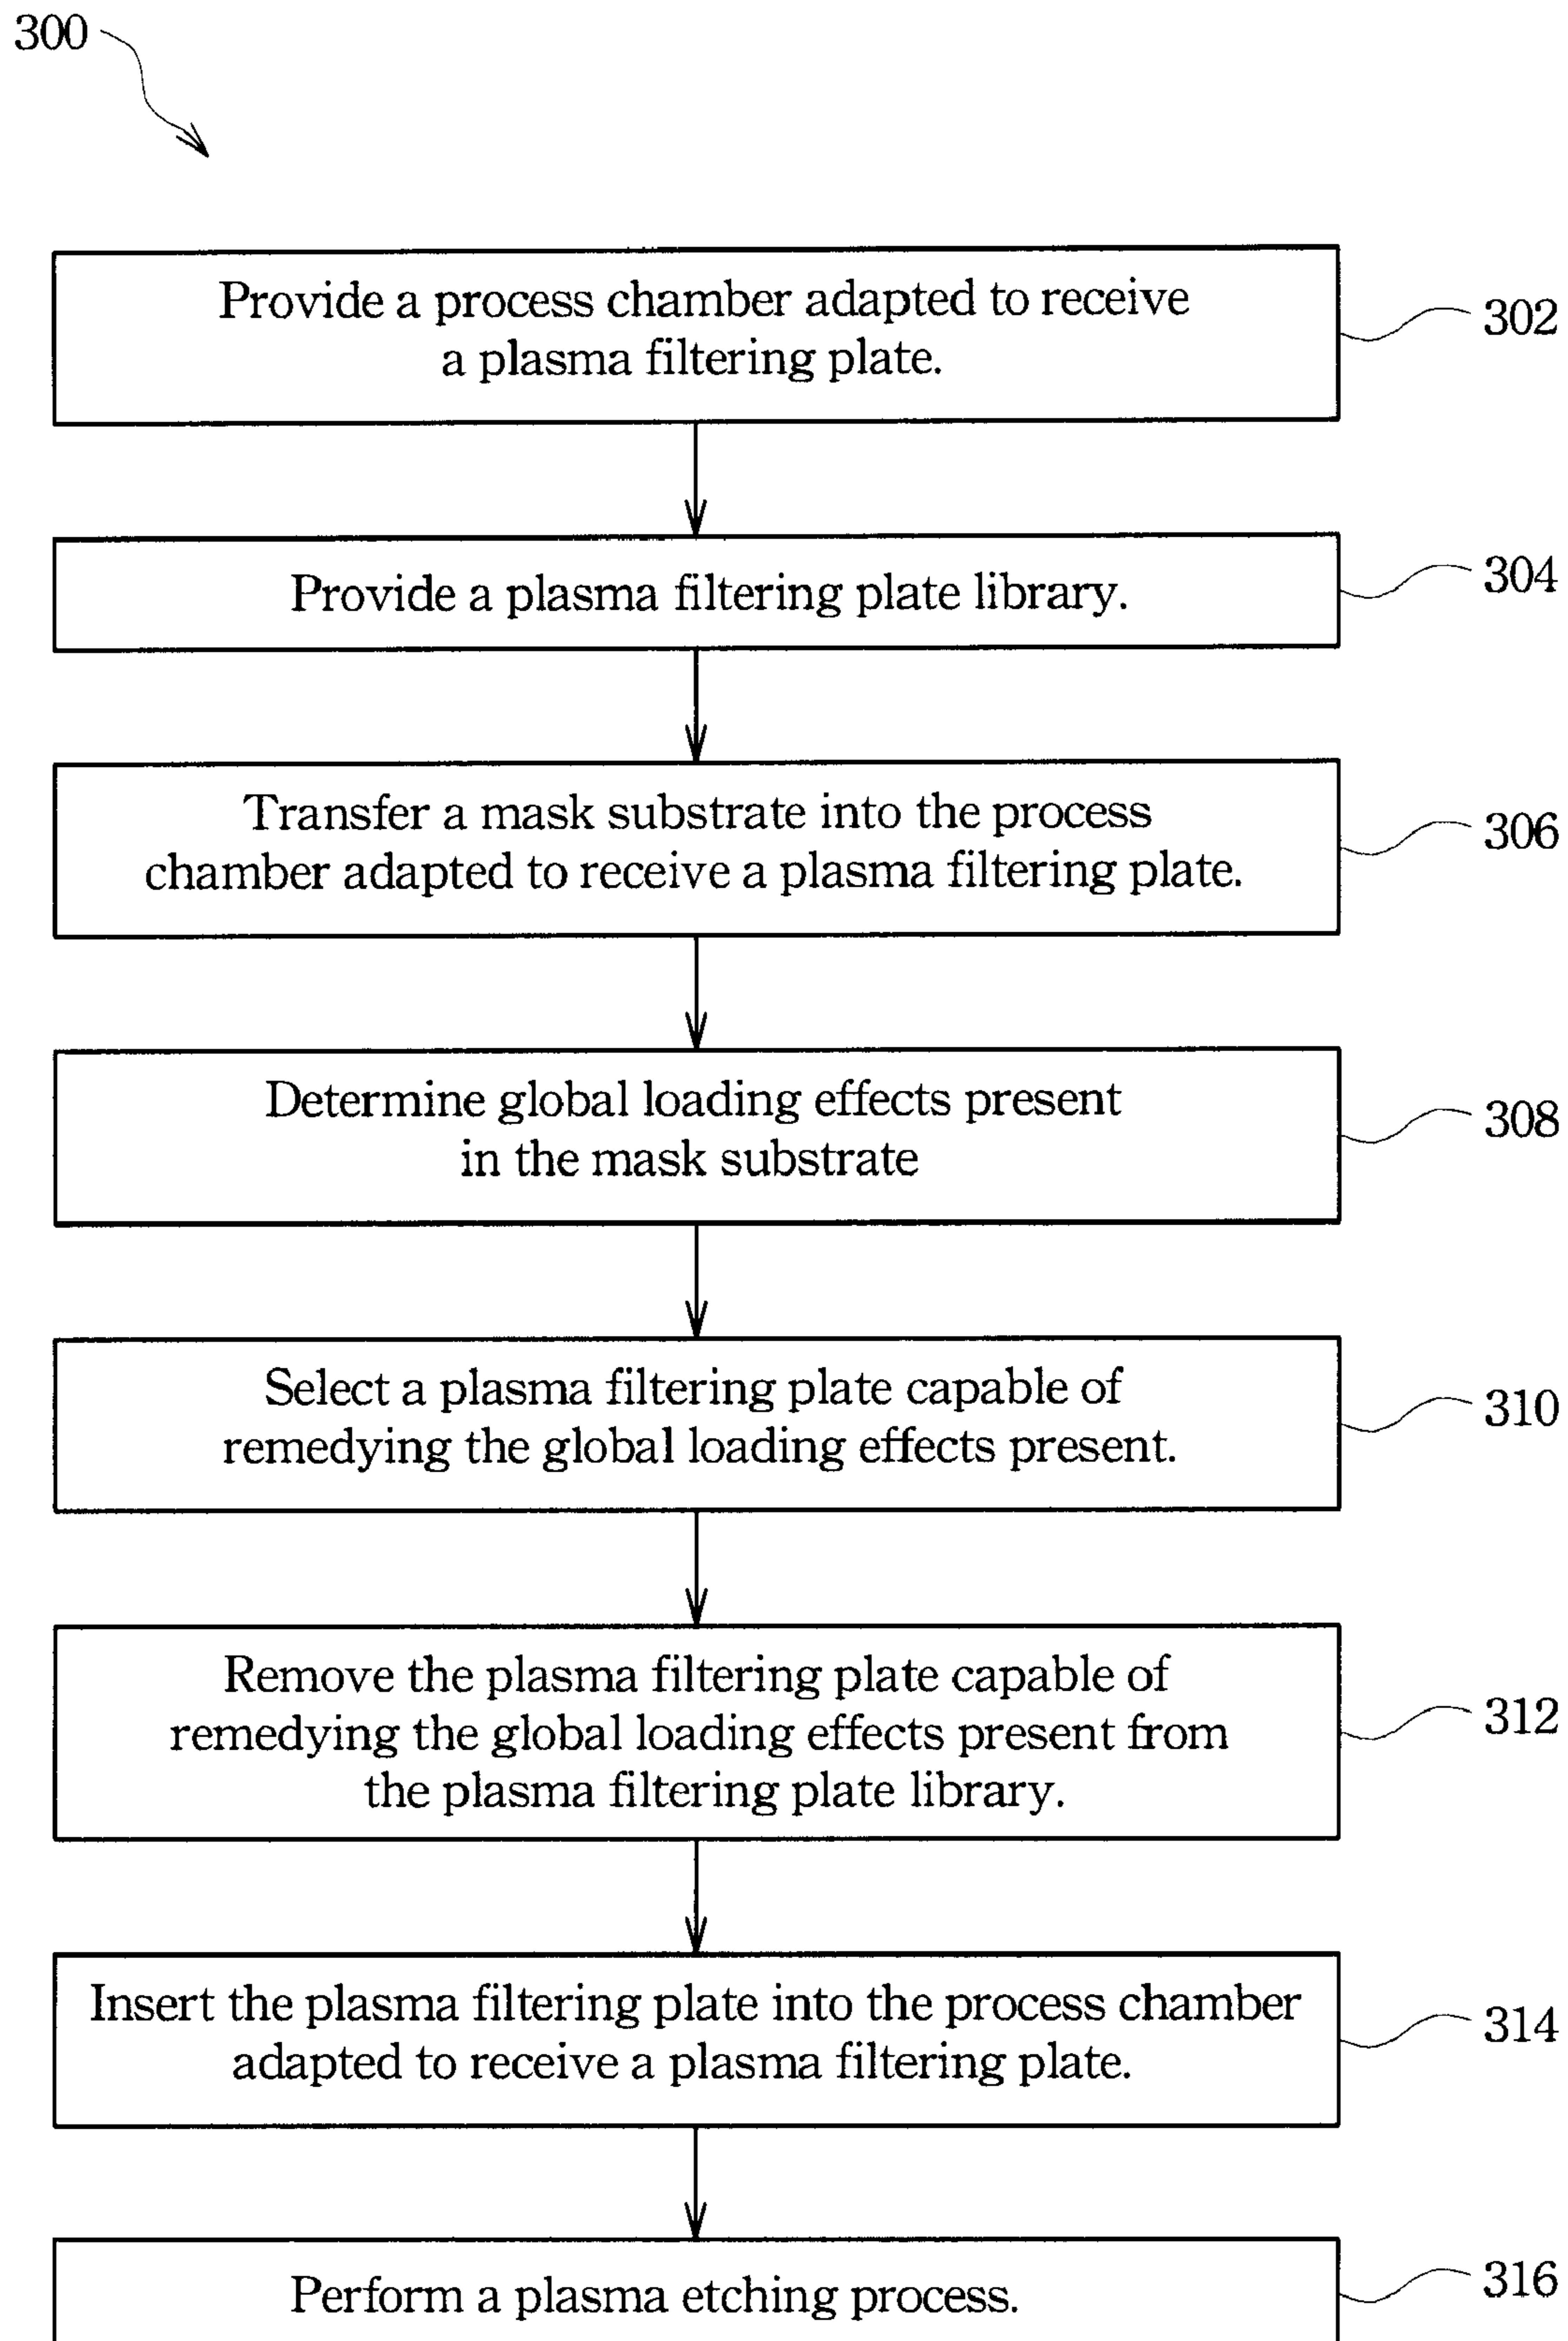 300
Provide a process chamber adapted to receive
a plasma filtering plate.
302
Provide a plasma filtering plate library.
304
Transfer a mask substrate into the process
chamber adapted to receive a plasma filtering plate.
306
Determine global loading effects present
in the mask substrate
308
Select a plasma filtering plate capable of
remedying the global loading effects present.
310
Remove the plasma filtering plate capable of
remedying the global loading effects present from
the plasma filtering plate library.
312
Insert the plasma filtering plate into the process chamber
adapted to receive a plasma filtering plate.
314
Perform a plasma etching process.
316